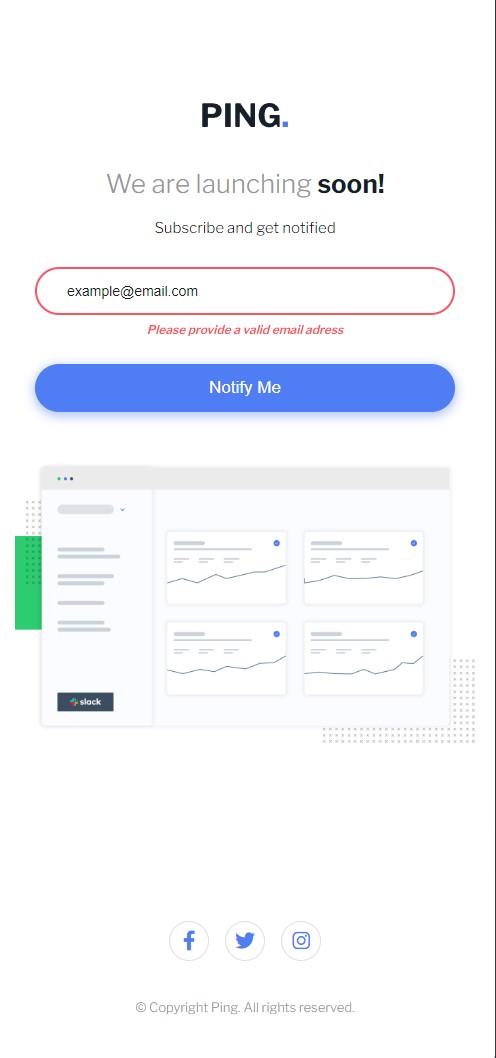 PING.
We are launching soon!
Subscribe and get notified
example@email.com
Please provide a valid email adress
Notify Me
slack
© Copyright Ping. All rights reserved.